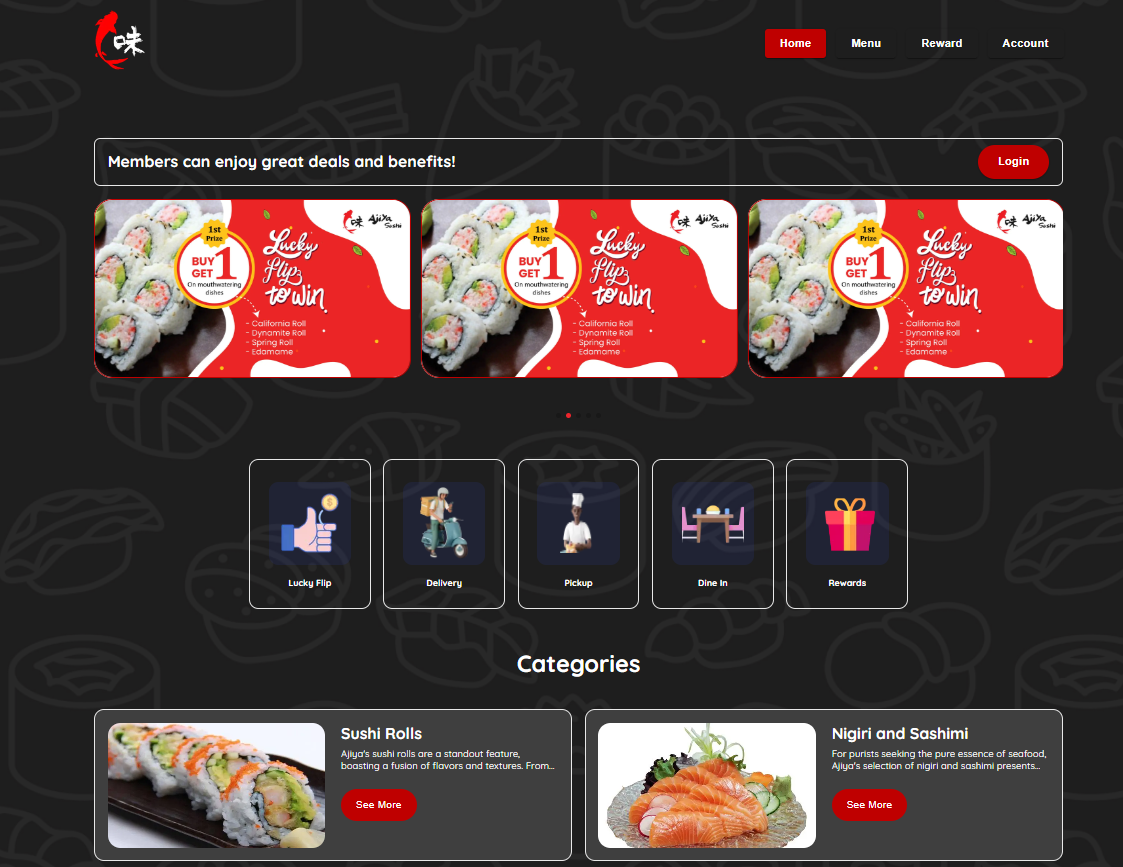 味
Home
Menu
Reward
Account
Members can enjoy great deals and benefits!
Login
1st
Prize
BUY
GET 1
On mouthwatering
dishes
Lucky
flip
to win.
味 AjiYa
Sushi
- California Roll
- Dynamite Roll
- Spring Roll
- Edamame
1st
Prize
BUY
GET 1
On mouthwatering
dishes
Lucky
flip
to win.
味 AjiYa
Sushi
- California Roll
- Dynamite Roll
- Spring Roll
- Edamame
1st
Prize
BUY
GET 1
On mouthwatering
dishes
Lucky
flip
to win.
味 AjiYa
Sushi
- California Roll
- Dynamite Roll
- Spring Roll
- Edamame
$
Lucky Flip
Delivery
Pickup
Dine In
Rewards
Categories
Sushi Rolls
Ajiya's sushi rolls are a standout feature,
boasting a fusion of flavors and textures. From...
See More
Nigiri and Sashimi
For purists seeking the pure essence of seafood,
Ajiya's selection of nigiri and sashimi presents...
See More